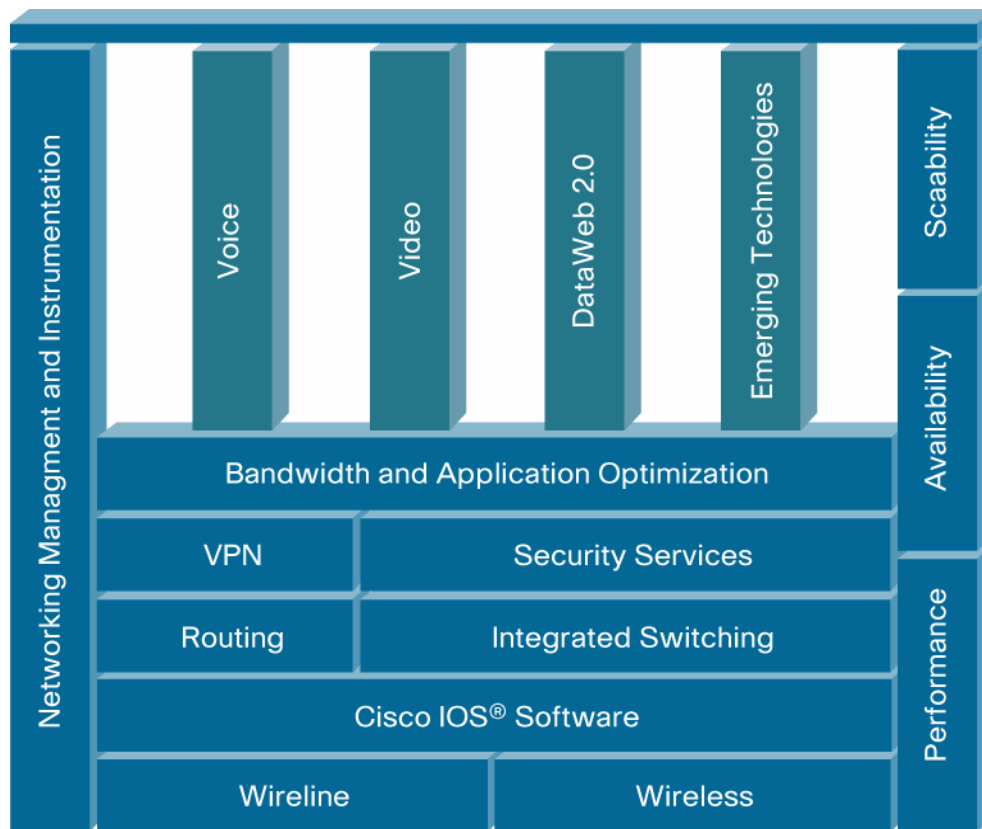 Networking Managment and Instrumentation
Voice
Video
DataWeb 2.0
Emerging Technologies
Scaability
Availability
Performance
Bandwidth and Application Optimization
VPN
Security Services
Routing
Integrated Switching
Cisco IOS® Software
Wireline
Wireless